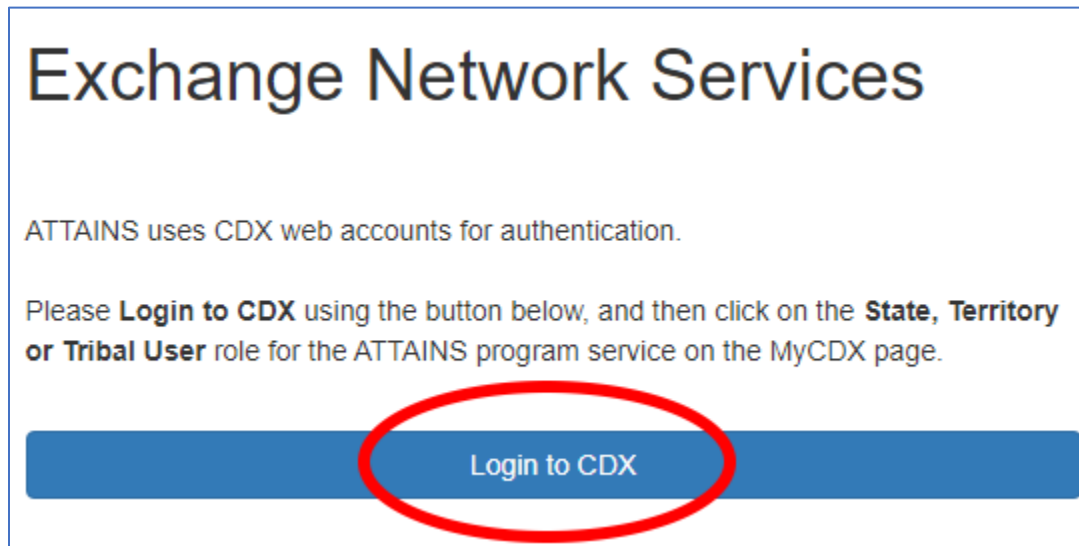 Exchange Network Services
ATTAINS uses CDX web accounts for authentication.
Please Login to CDX using the button below, and then click on the State, Territory
or Tribal User role for the ATTAINS program service on the MyCDX page.
Login to CDX